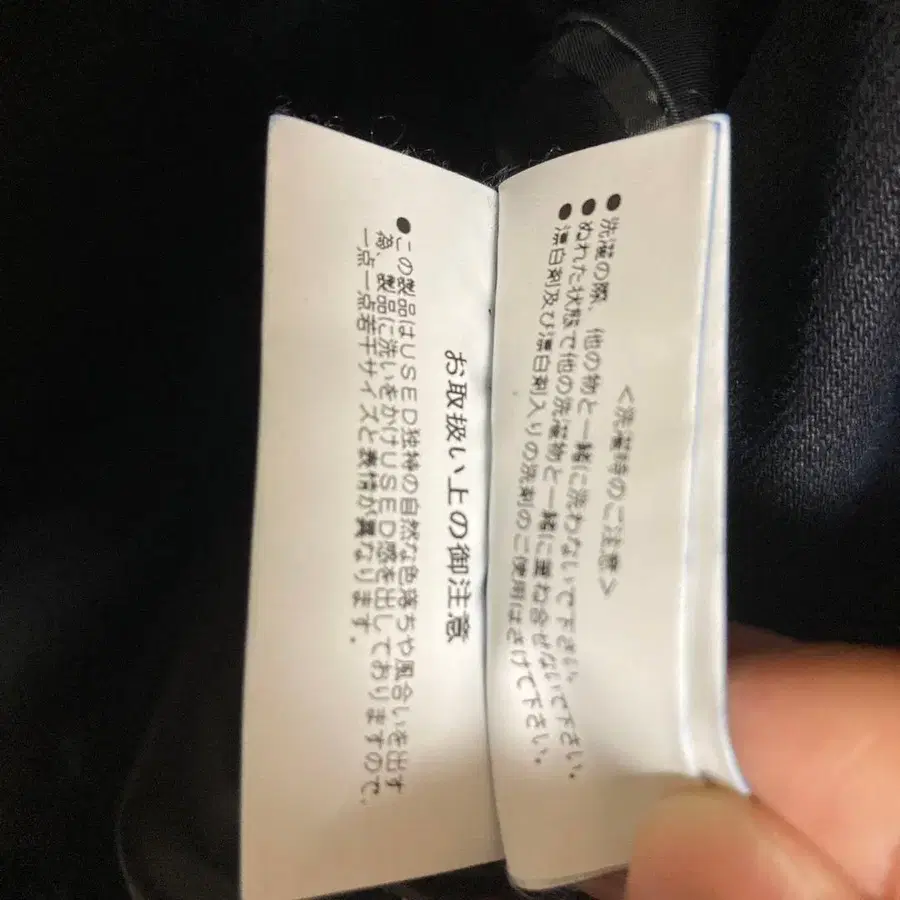 <洗濯時のご注意>
●洗濯の際、他の物と一緒に洗わないで下さい。
●ぬれた状態で他の洗濯物と一緒に重ね合せないで下さい。
●漂白剤及び漂白剤入りの洗剤のご使用はさけて下さい。
お取扱い上の御注意
●この製品はUSED独特の自然な色落ちや風合いを出す
為、製品に洗いをかけUSED感を出しておりますので、
一点一点若干サイズと表情が異なります。